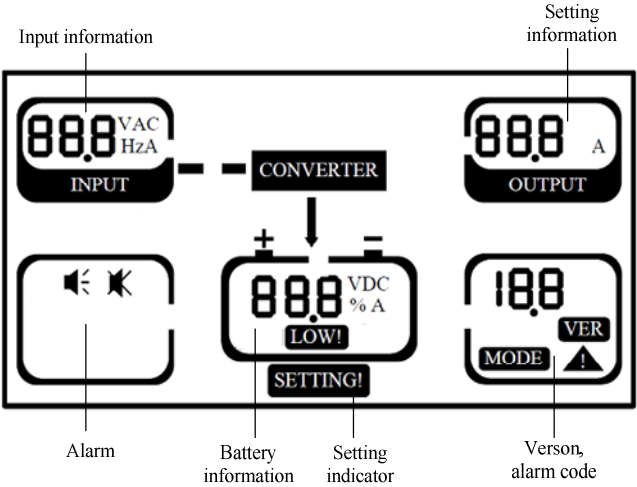 Input information
Setting
information
88.8 VAC
HzA
INPUT
CONVERTER
88.8 A
OUTPUT
+ −
88.8 VDC
% A
LOW!
SETTING!
18.8
VER
MODE !
Alarm
Battery
information
Setting
indicator
Verson,
alarm code